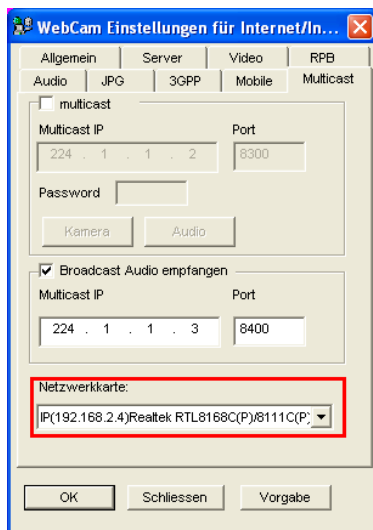 WebCam Einstellungen für Internet/In...
Allgemein Server Video RPB
Audio JPG 3GPP Mobile Multicast
multicast
Multicast IP Port
224 . 1 . 1 . 2 8300
Password
Kamera Audio
Broadcast Audio empfangen
Multicast IP Port
224 . 1 . 1 . 3 8400
Netzwerkkarte:
IP(192.168.2.4)Realtek RTL8168C(P)/8111C(P)
OK Schliessen Vorgabe